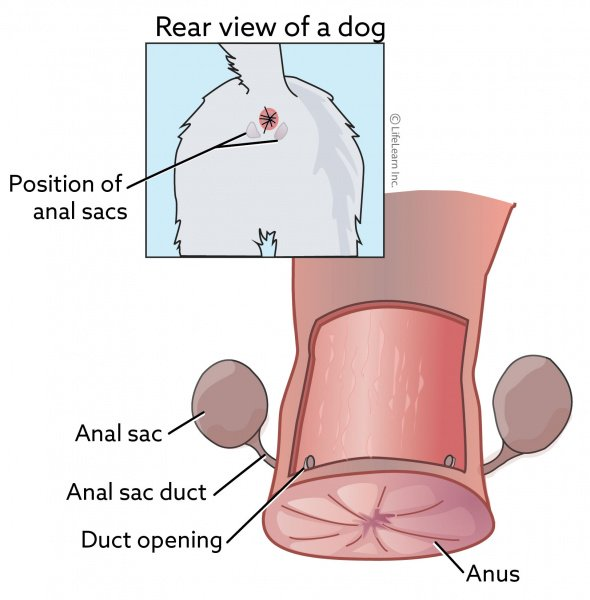 Rear view of a dog
© LifeLearn Inc.
Position of
anal sacs
Anal sac
Anal sac duct
Duct opening
Anus